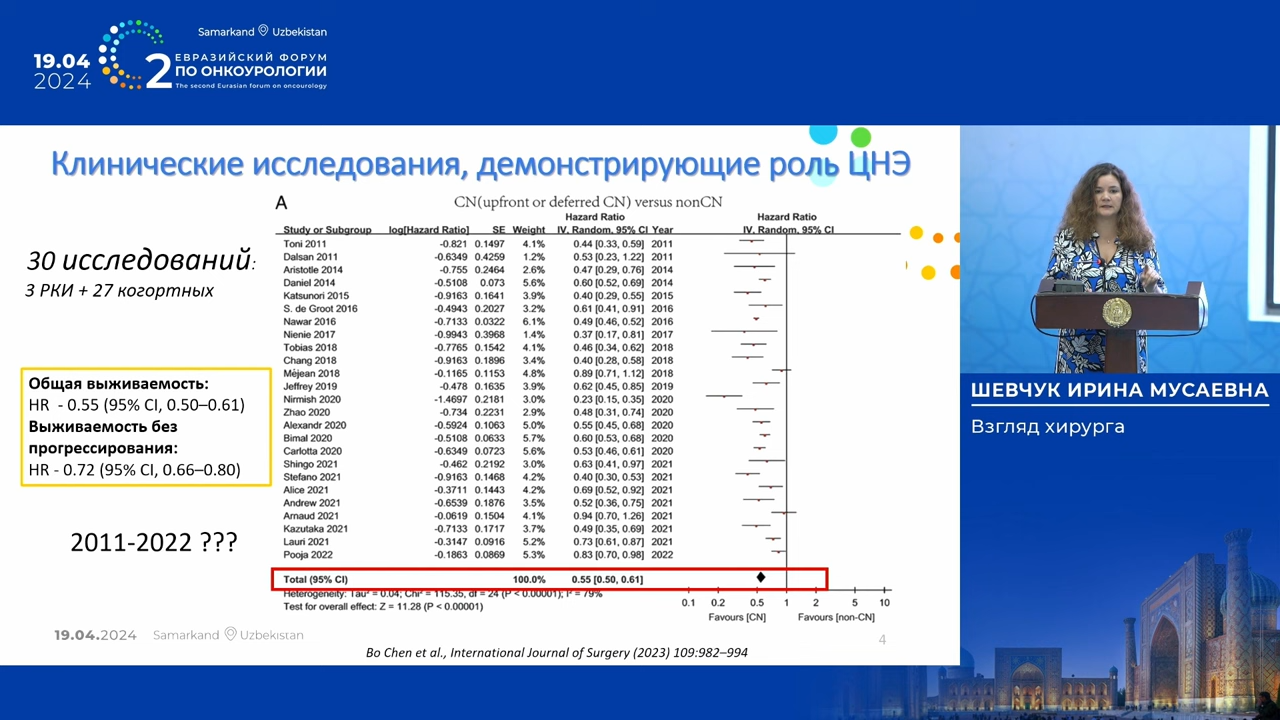 Samarkand Uzbekistan
19.04
2024
2
ЕВРАЗИЙСКИЙ ФОРУМ
ПО ОНКОУРОЛОГИИ
The second Eurasian forum on oncourology
Клинические исследования, демонстрирующие роль ЦНЭ
30 исследований:
3 РКИ + 27 когортных
Общая выживаемость:
HR - 0.55 (95% CI, 0.50–0.61)
Выживаемость без
прогрессирования:
HR - 0.72 (95% CI, 0.66–0.80)
2011-2022 ???
A
CN(upfront or deferred CN) versus nonCN
Hazard Ratio Hazard Ratio
Study or Subgroup log[Hazard Ratio] SE Weight IV, Random, 95% CI Year IV, Random, 95% CI
Toni 2011 -0.821 0.1497 4.1% 0.44 [0.33, 0.59] 2011
Dalsan 2011 -0.6349 0.4259 1.2% 0.53 [0.23, 1.22] 2011
Aristotle 2014 -0.755 0.2464 2.6% 0.47 [0.29, 0.76] 2014
Daniel 2014 -0.5108 0.073 5.6% 0.60 [0.52, 0.69] 2014
Katsunori 2015 -0.9163 0.1641 3.9% 0.40 [0.29, 0.55] 2015
S. de Groot 2016 -0.4943 0.2027 3.2% 0.61 [0.41, 0.91] 2016
Nawar 2016 -0.7133 0.0322 6.1% 0.49 [0.46, 0.52] 2016
Nienie 2017 -0.9943 0.3968 1.4% 0.37 [0.17, 0.81] 2017
Tobias 2018 -0.7765 0.1542 4.1% 0.46 [0.34, 0.62] 2018
Chang 2018 -0.9163 0.1896 3.4% 0.40 [0.28, 0.58] 2018
Méjean 2018 -0.1165 0.1153 4.8% 0.89 [0.71, 1.12] 2018
Jeffrey 2019 -0.478 0.1635 3.9% 0.62 [0.45, 0.85] 2019
Nirmish 2020 -1.4697 0.2181 3.0% 0.23 [0.15, 0.35] 2020
Zhao 2020 -0.734 0.2231 2.9% 0.48 [0.31, 0.74] 2020
Alexandr 2020 -0.5924 0.1063 5.0% 0.55 [0.45, 0.68] 2020
Bimal 2020 -0.5108 0.0633 5.7% 0.60 [0.53, 0.68] 2020
Carlotta 2020 -0.6349 0.0723 5.6% 0.53 [0.46, 0.61] 2020
Shingo 2021 -0.462 0.2192 3.0% 0.63 [0.41, 0.97] 2021
Stefano 2021 -0.9163 0.1468 4.2% 0.40 [0.30, 0.53] 2021
Alice 2021 -0.3711 0.1443 4.2% 0.69 [0.52, 0.92] 2021
Andrew 2021 -0.6539 0.1876 3.5% 0.52 [0.36, 0.75] 2021
Arnaud 2021 -0.0619 0.1504 4.1% 0.94 [0.70, 1.26] 2021
Kazutaka 2021 -0.7133 0.1717 3.7% 0.49 [0.35, 0.69] 2021
Lauri 2021 -0.3147 0.0916 5.2% 0.73 [0.61, 0.87] 2021
Pooja 2022 -0.1863 0.0869 5.3% 0.83 [0.70, 0.98] 2022
Total (95% CI) 100.0% 0.55 [0.50, 0.61]
Heterogeneity: Tau² = 0.04; Chi² = 115.35, df = 24 (P < 0.00001); I² = 79%
Test for overall effect: Z = 11.28 (P < 0.00001)
0.1 0.2 0.5 1 2 5 10
Favours [CN] Favours [non-CN]
19.04.2024 Samarkand Uzbekistan
4
Bo Chen et al., International Journal of Surgery (2023) 109:982–994
ШЕВЧУК ИРИНА МУСАЕВНА
Взгляд хирурга